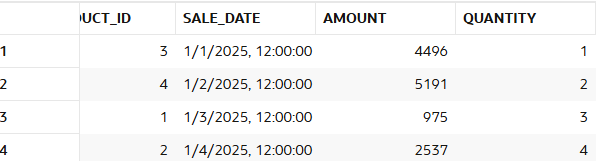 UCT_ID SALE_DATE AMOUNT QUANTITY
1 3 1/1/2025, 12:00:00 4496 1
2 4 1/2/2025, 12:00:00 5191 2
3 1 1/3/2025, 12:00:00 975 3
4 2 1/4/2025, 12:00:00 2537 4